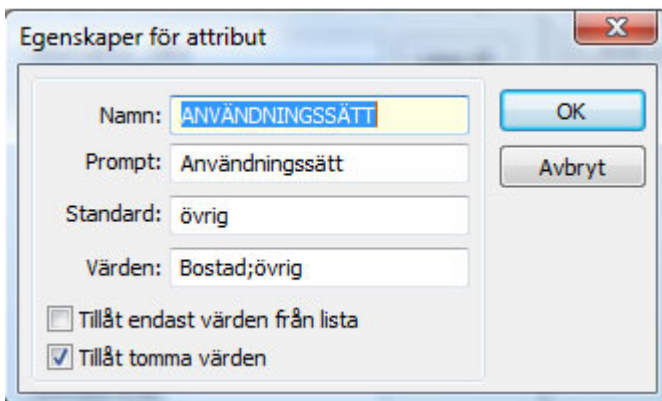 Egenskaper för attribut
Namn: ANVÄNDNINGSSÄTT
OK
Prompt: Användningssätt
Avbryt
Standard: övrig
Värden: Bostad;övrig
Tillåt endast värden från lista
Tillåt tomma värden